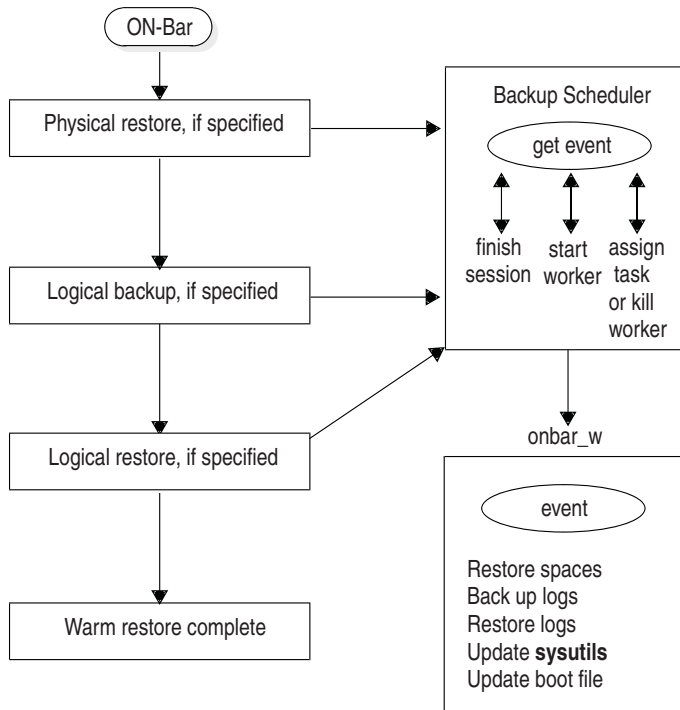 ON-Bar
Physical restore, if specified
Logical backup, if specified
Logical restore, if specified
Warm restore complete
Backup Scheduler
get event
finish
session
start
worker
assign
task
or kill
worker
onbar_w
event
Restore spaces
Back up logs
Restore logs
Update sysutils
Update boot file